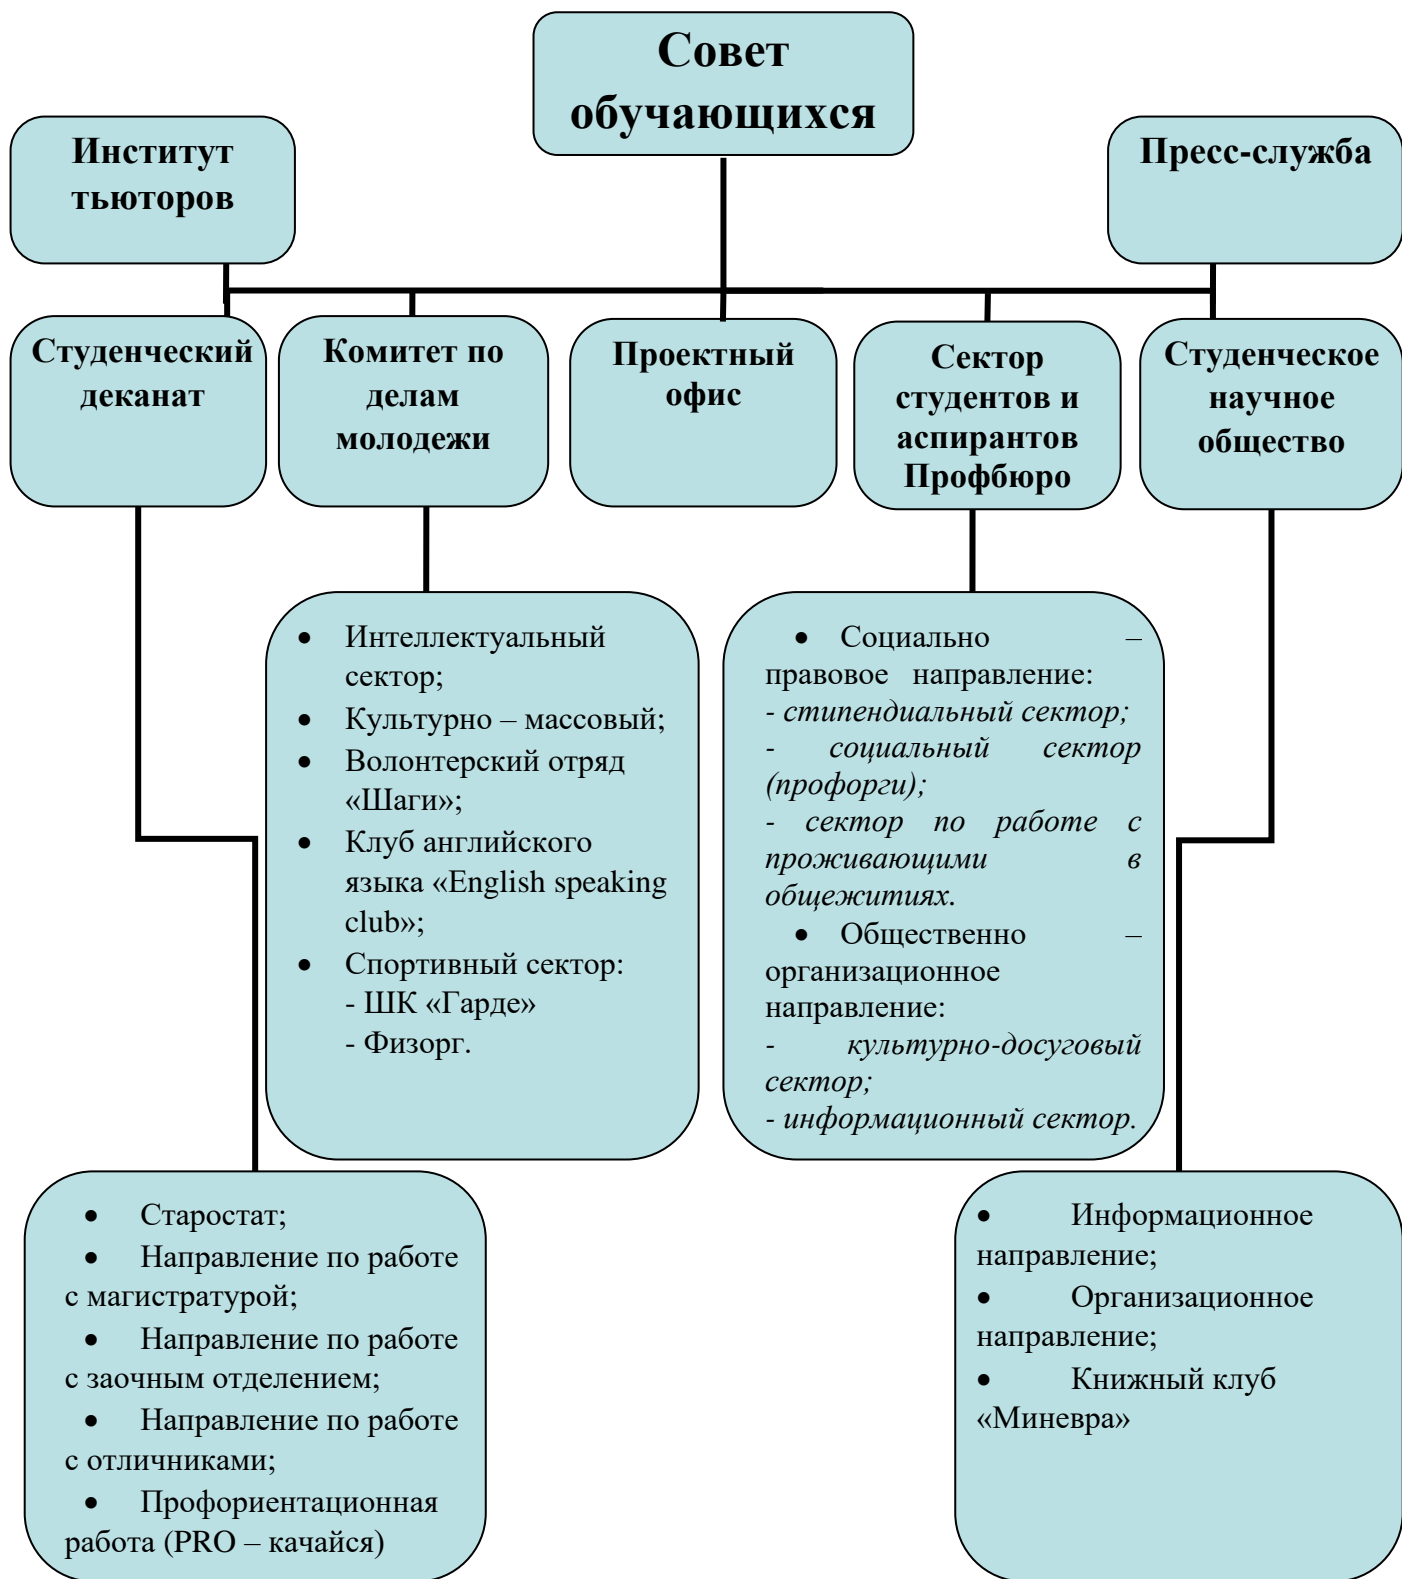 Совет
обучающихся
Институт
тьюторов
Пресс-служба
Студенческий
деканат
Комитет по
делам
молодежи
Проектный
офис
Сектор
студентов и
аспирантов
Профбюро
Студенческое
научное
общество
• Интеллектуальный
сектор;
• Культурно – массовый;
• Волонтерский отряд
«Шаги»;
• Клуб английского
языка «English speaking
club»;
• Спортивный сектор:
- ШК «Гарде»
- Физорг.
• Социально –
правовое направление:
- стипендиальный сектор;
- социальный сектор
(профорги);
- сектор по работе с
проживающими в
общежитиях.
• Общественно –
организационное
направление:
- культурно-досуговый
сектор;
- информационный сектор.
• Старостат;
• Направление по работе
с магистратурой;
• Направление по работе
с заочным отделением;
• Направление по работе
с отличниками;
• Профориентационная
работа (PRO – качайся)
• Информационное
направление;
• Организационное
направление;
• Книжный клуб
«Миневра»